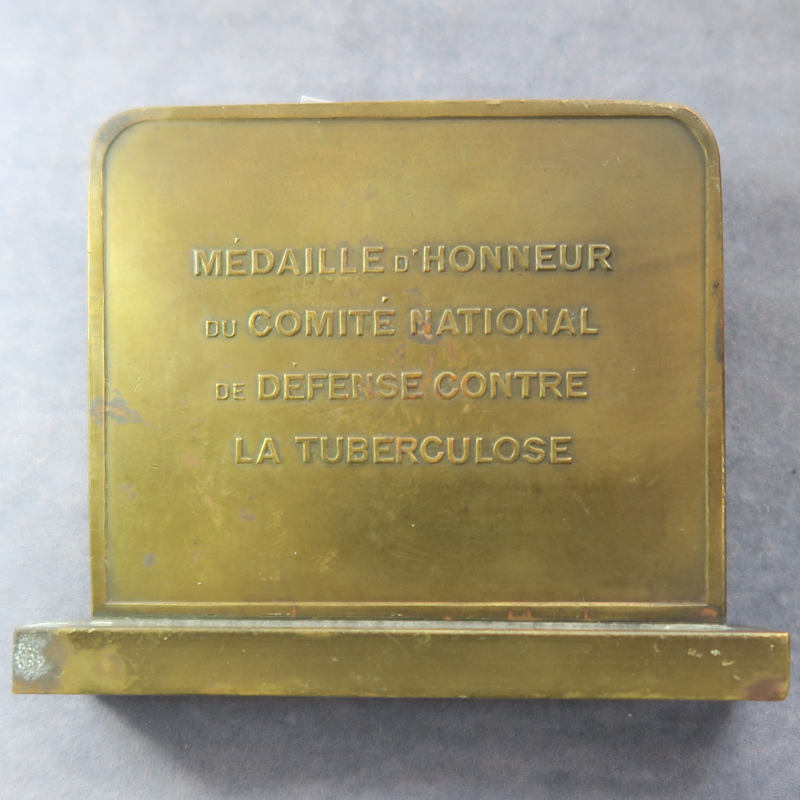 MÉDAILLE D'HONNEUR
DU COMITÉ NATIONAL
DE DÉFENSE CONTRE
LA TUBERCULOSE